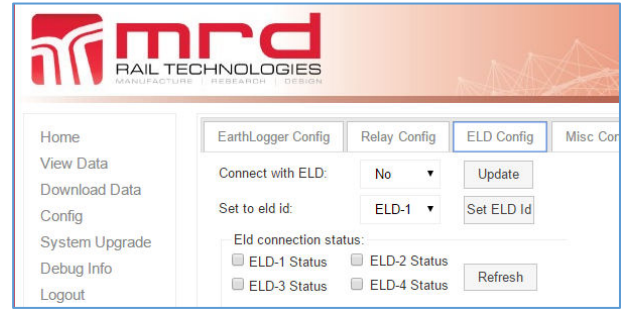 mrd
RAIL TECHNOLOGIES
MANUFACTURE | RESEARCH | DESIGN
Home
View Data
Download Data
Config
System Upgrade
Debug Info
Logout
EarthLogger Config Relay Config ELD Config Misc Con
Connect with ELD: No Update
Set to eld id: ELD-1 Set ELD Id
Eld connection status:
ELD-1 Status ELD-2 Status
ELD-3 Status ELD-4 Status Refresh